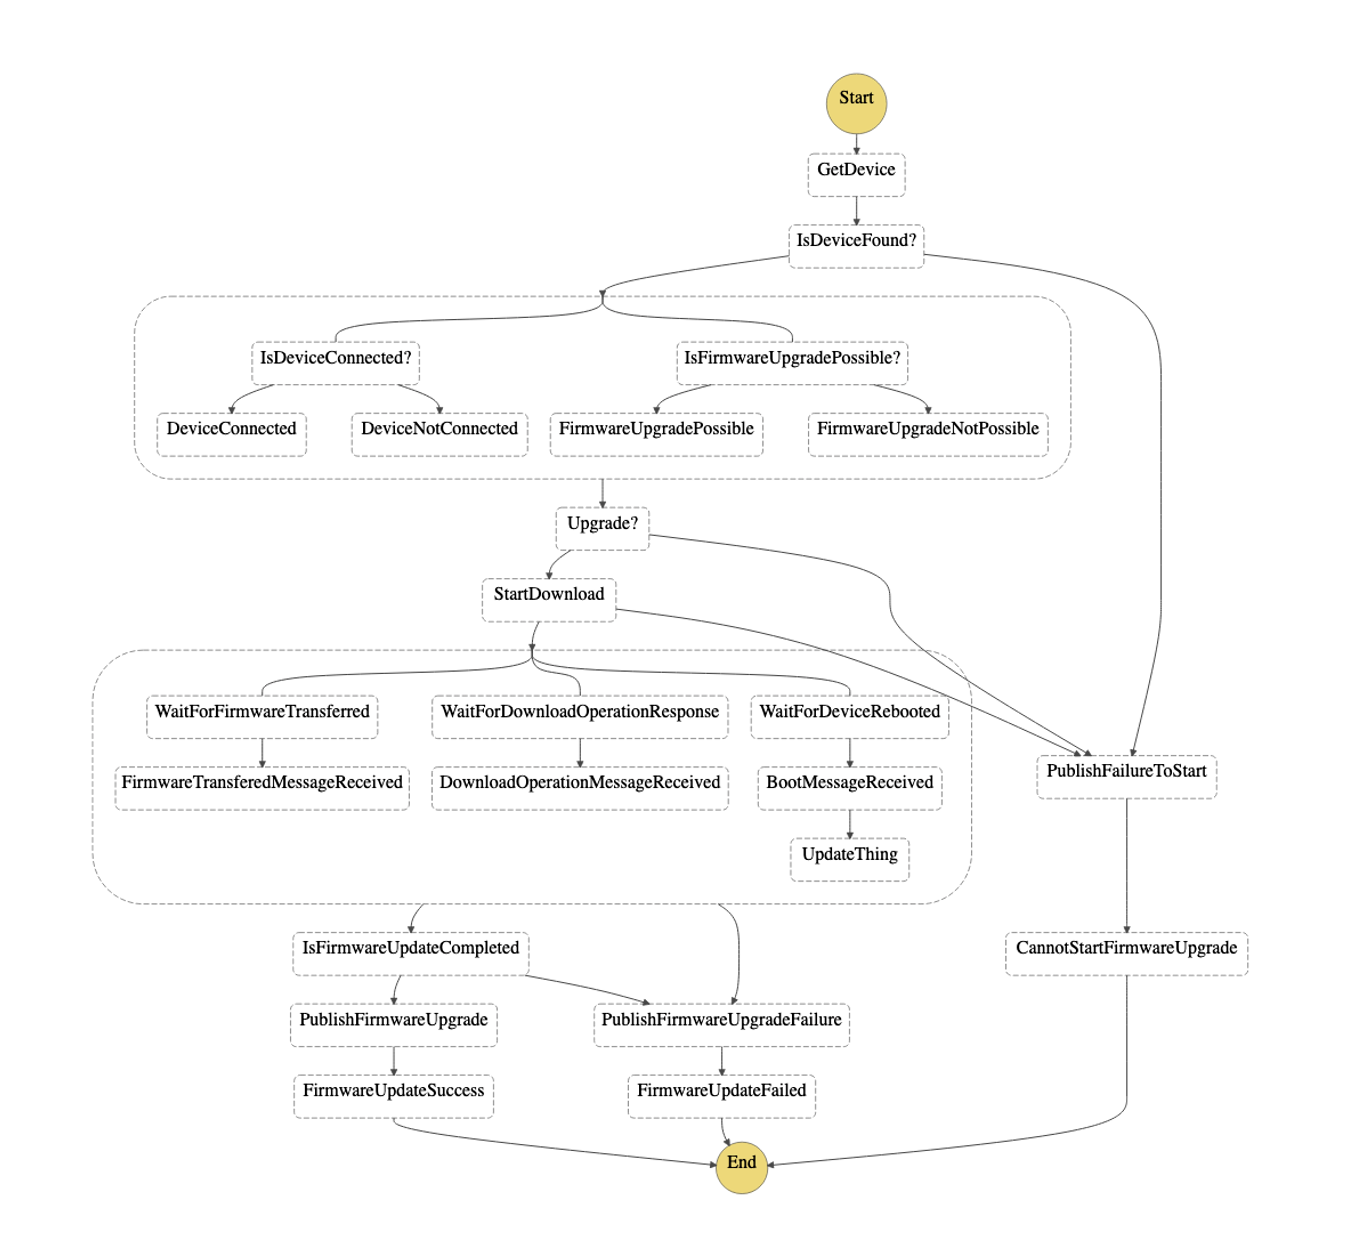 Start
GetDevice
IsDeviceFound?
IsDeviceConnected?
IsFirmwareUpgradePossible?
DeviceConnected
DeviceNotConnected
FirmwareUpgradePossible
FirmwareUpgradeNotPossible
Upgrade?
StartDownload
WaitForFirmwareTransferred
WaitForDownloadOperationResponse
WaitForDeviceRebooted
FirmwareTransferedMessageReceived
DownloadOperationMessageReceived
BootMessageReceived
PublishFailureToStart
UpdateThing
IsFirmwareUpdateCompleted
CannotStartFirmwareUpgrade
PublishFirmwareUpgrade
PublishFirmwareUpgradeFailure
FirmwareUpdateSuccess
FirmwareUpdateFailed
End